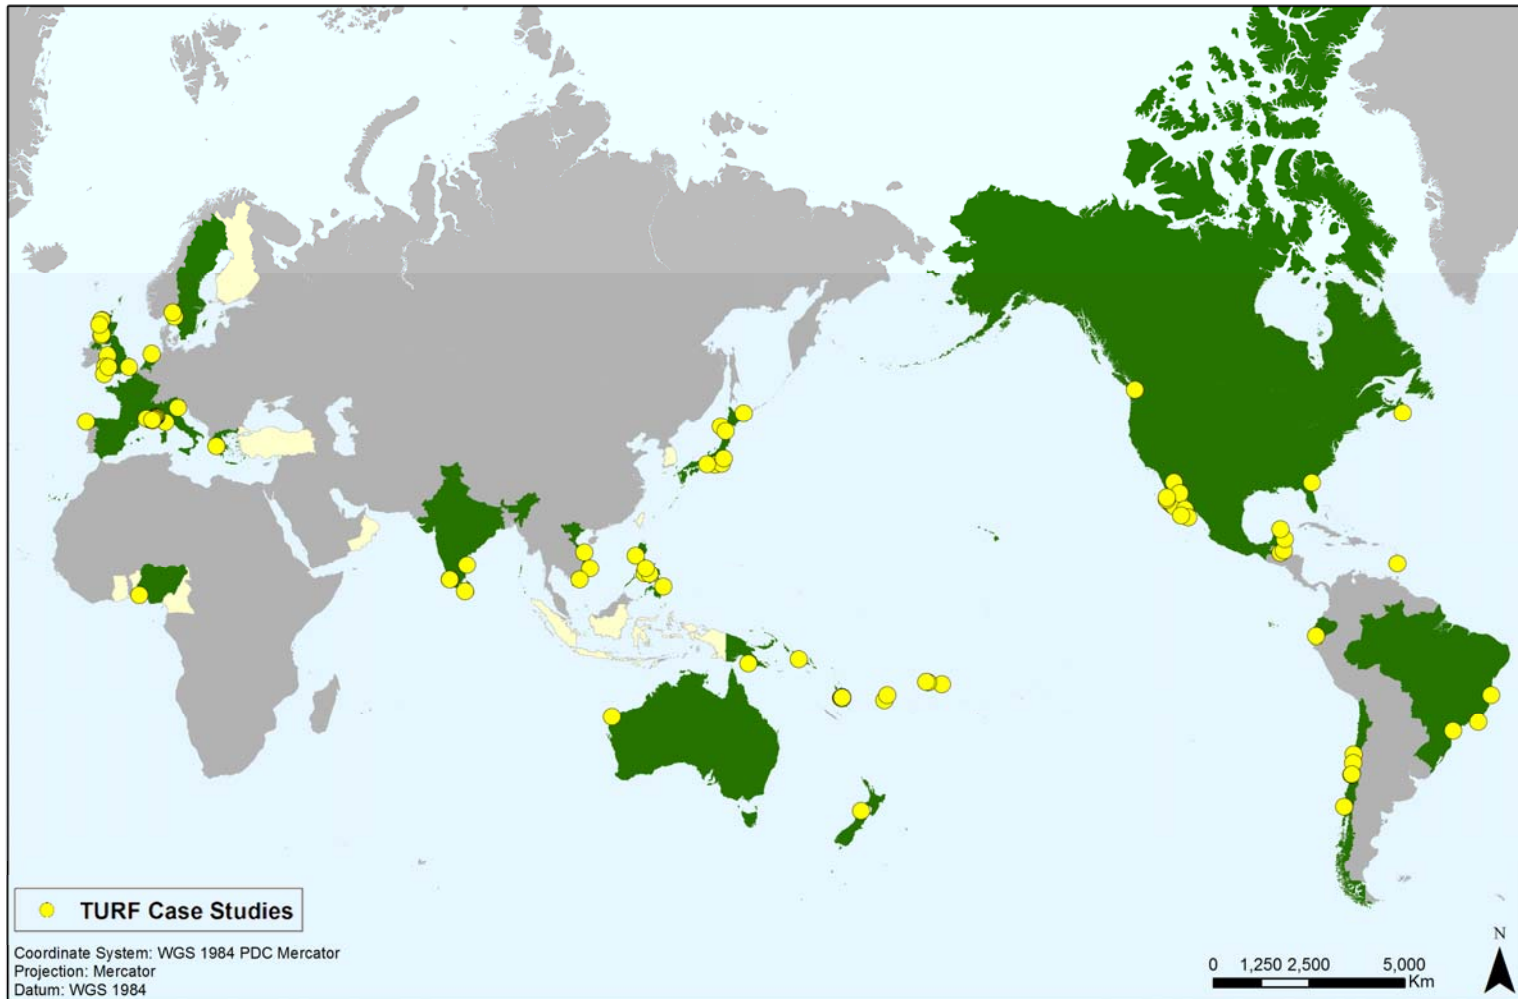 TURF Case Studies
Coordinate System: WGS 1984 PDC Mercator
Projection: Mercator
Datum: WGS 1984
N
0 1,250 2,500 5,000
Km